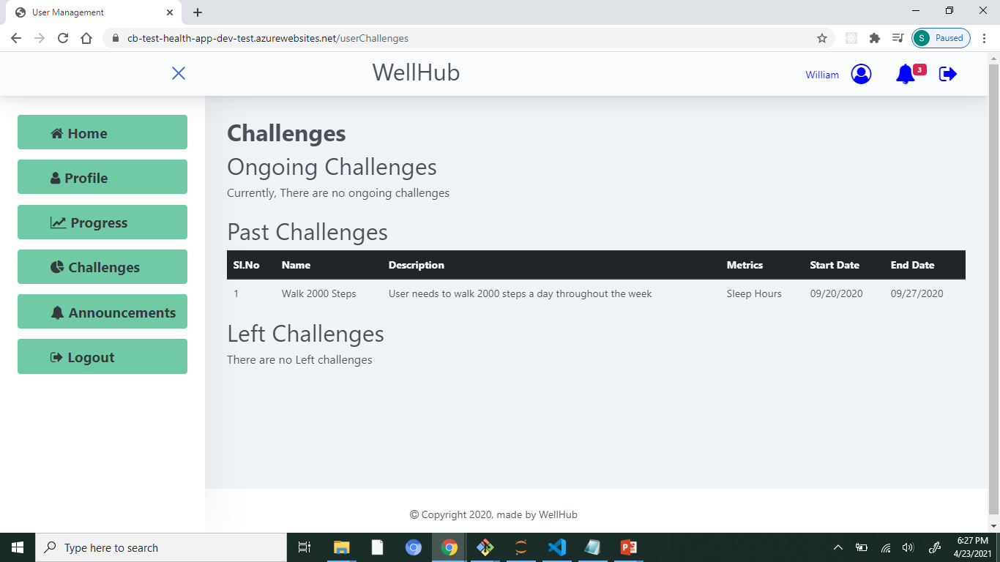 User Management
cb-test-health-app-dev-test.azurewebsites.net/userChallenges
S Paused
WellHub
William
3
Home
Profile
Progress
Challenges
Announcements
Logout
Challenges
Ongoing Challenges
Currently, There are no ongoing challenges
Past Challenges
Sl.No Name Description Metrics Start Date End Date
1 Walk 2000 Steps User needs to walk 2000 steps a day throughout the week Sleep Hours 09/20/2020 09/27/2020
Left Challenges
There are no Left challenges
© Copyright 2020, made by WellHub
Type here to search
6:27 PM
4/23/2021